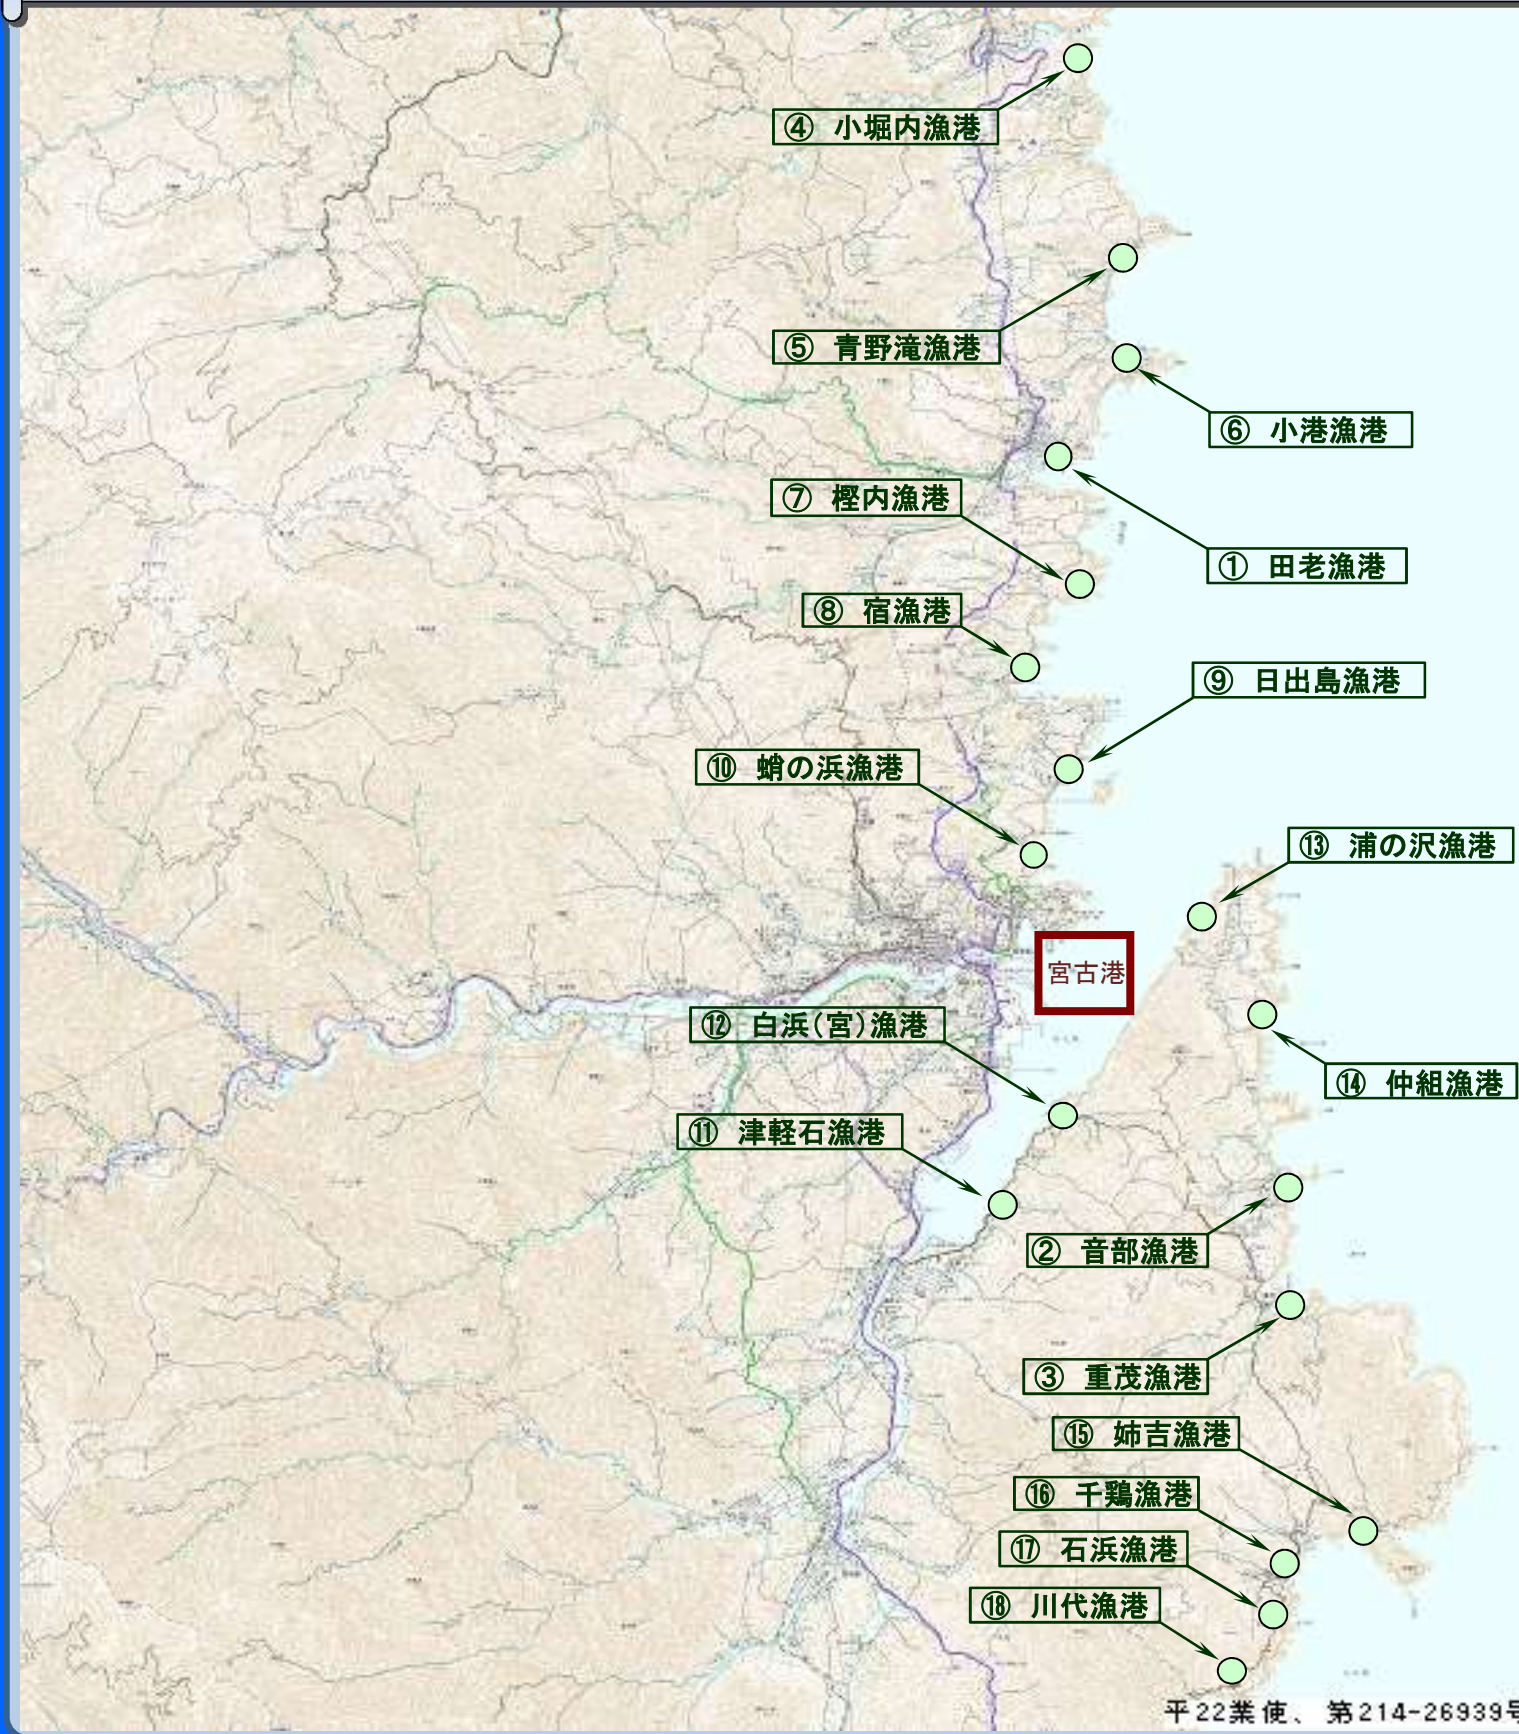 ④ 小堀内漁港
⑤ 青野滝漁港
⑥ 小港漁港
⑦ 樫内漁港
① 田老漁港
⑧ 宿漁港
⑨ 日出島漁港
⑩ 蛸の浜漁港
⑬ 浦の沢漁港
宮古港
⑫ 白浜(宮)漁港
⑭ 仲組漁港
⑪ 津軽石漁港
② 音部漁港
③ 重茂漁港
⑮ 姉吉漁港
⑯ 千鶏漁港
⑰ 石浜漁港
⑱ 川代漁港
平22業使、第214-26939号